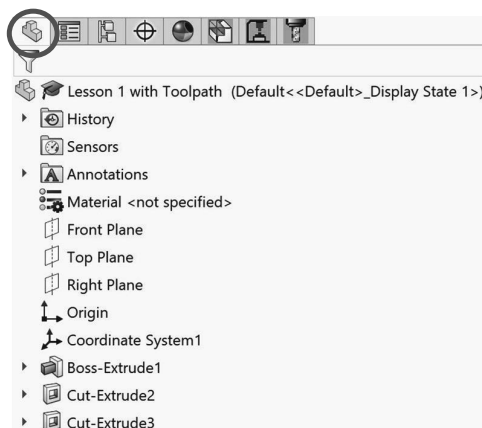 Lesson 1 with Toolpath (Default<<Default>_Display State 1>)
History
Sensors
Annotations
Material <not specified>
Front Plane
Top Plane
Right Plane
Origin
Coordinate System1
Boss-Extrude1
Cut-Extrude2
Cut-Extrude3